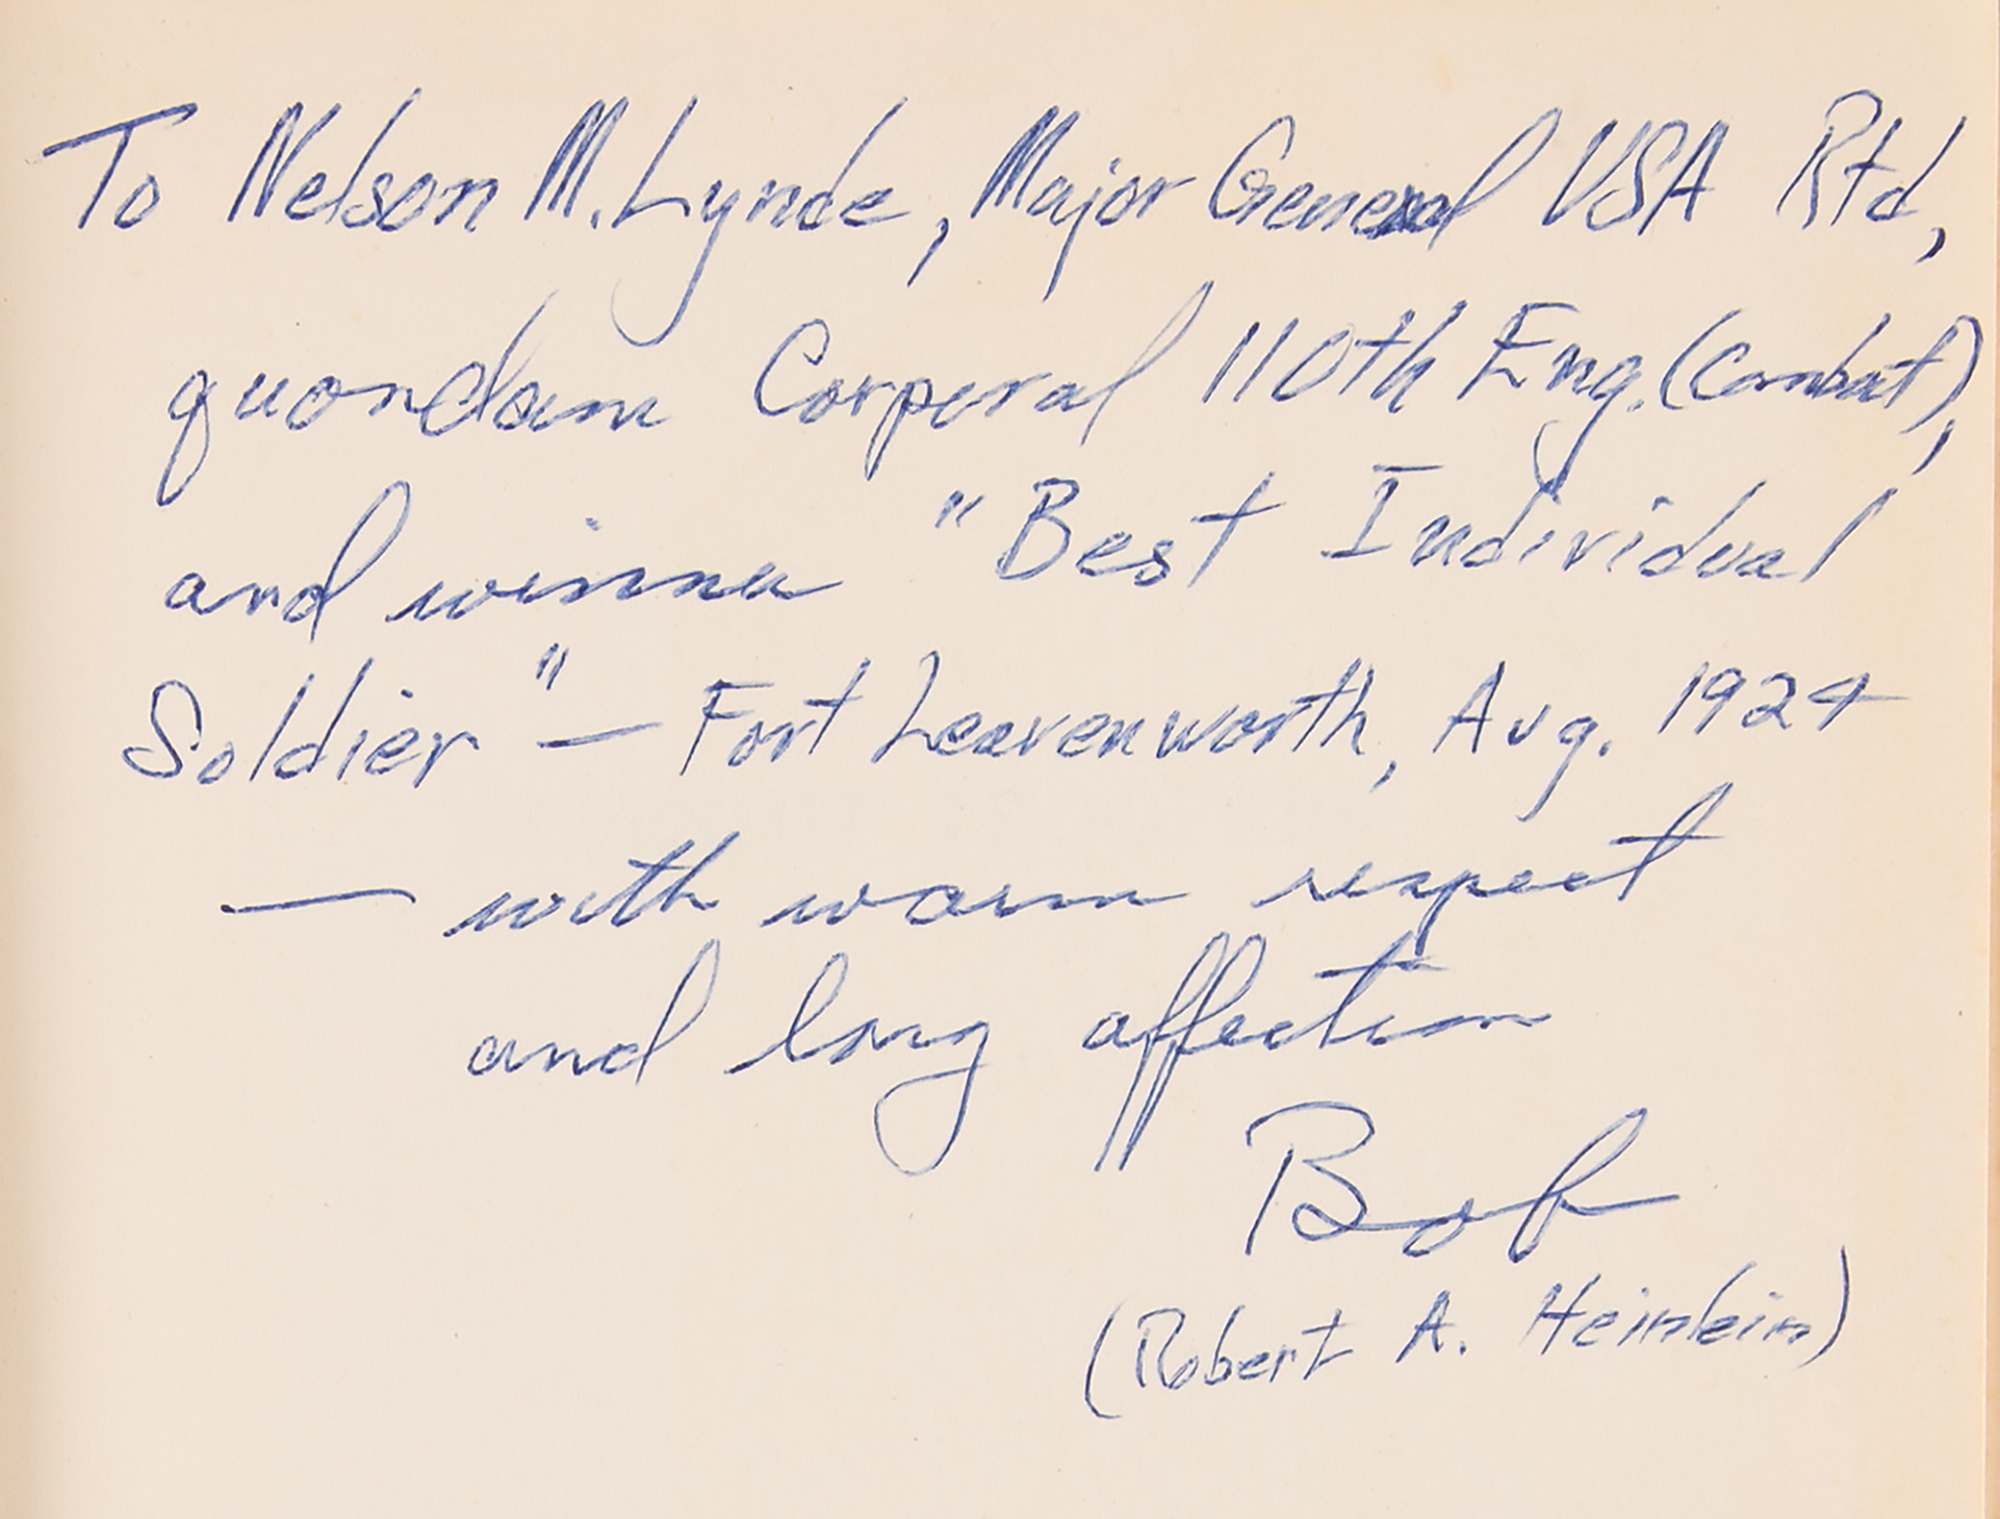 To Nelson M. Lynde, Major General USA Rtd,
quondam Corporal 110th Eng. (Combat),
and winner "Best Individual
Soldier" — Fort Leavenworth, Aug. 1924
— with warm respect
and long affection
Bob
(Robert A. Heinlein)